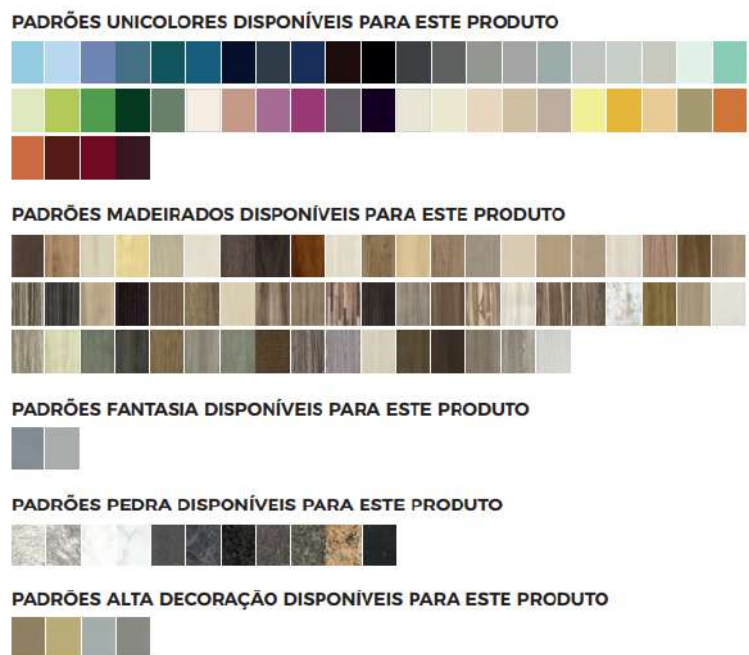 PADRÕES UNICOLORES DISPONÍVEIS PARA ESTE PRODUTO
PADRÕES MADEIRADOS DISPONÍVEIS PARA ESTE PRODUTO
PADRÕES FANTASIA DISPONÍVEIS PARA ESTE PRODUTO
PADRÕES PEDRA DISPONÍVEIS PARA ESTE PRODUTO
PADRÕES ALTA DECORAÇÃO DISPONÍVEIS PARA ESTE PRODUTO